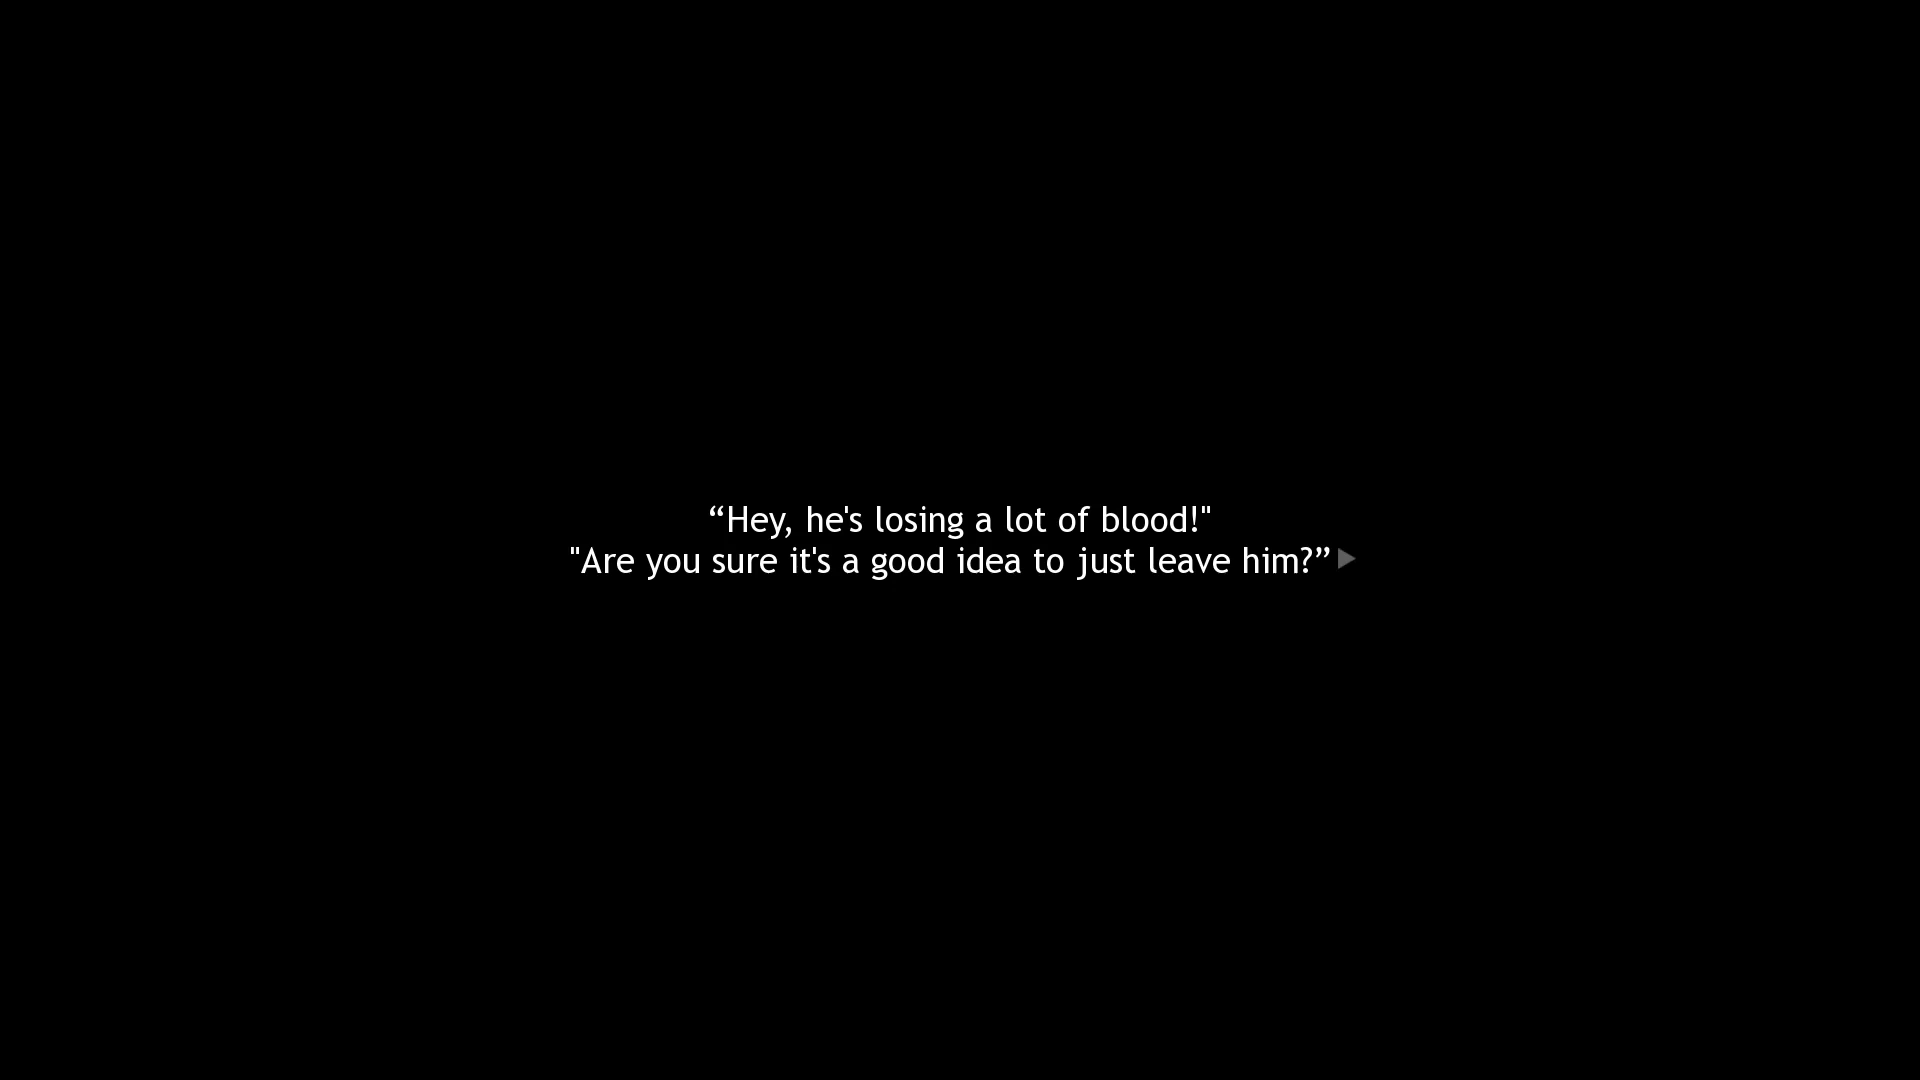 “Hey, he's losing a lot of blood!"
"Are you sure it's a good idea to just leave him?”